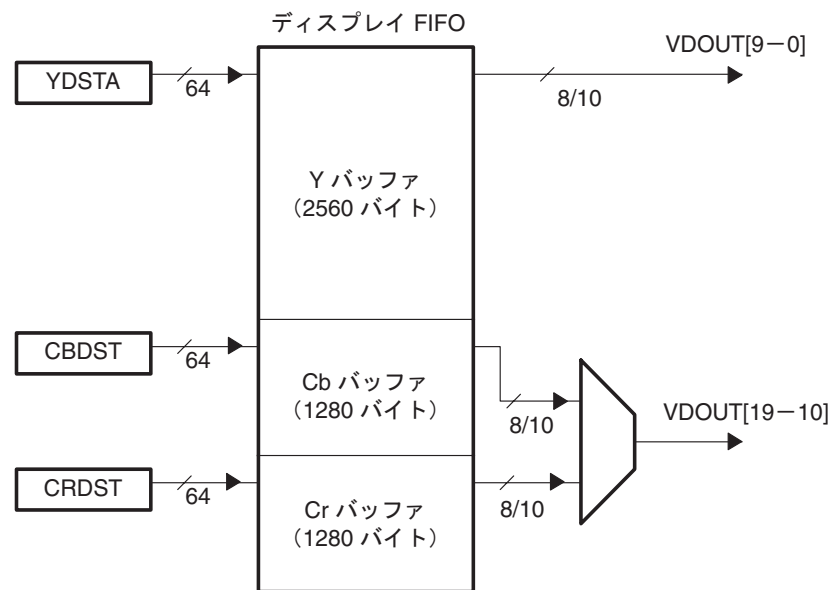 ディスプレイ FIFO
VDOUT[9－0]
YDSTA
64
8/10
Y バッファ
（2560 バイト）
CBDST
64
Cb バッファ
（1280 バイト）
8/10
VDOUT[19－10]
CRDST
64
Cr バッファ
（1280 バイト）
8/10